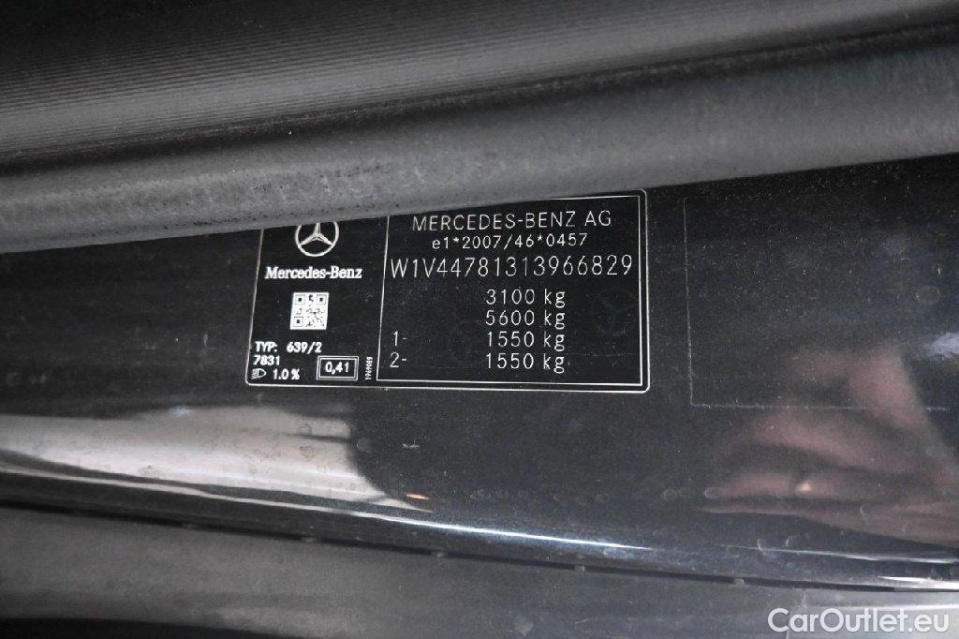 Mercedes-Benz
TYP: 639/2
7831
1.0 %
0,41
MERCEDES-BENZ AG
e1*2007/46*0457
W1V44781313966829
3100 kg
5600 kg
1- 1550 kg
2- 1550 kg
CarOutlet.eu